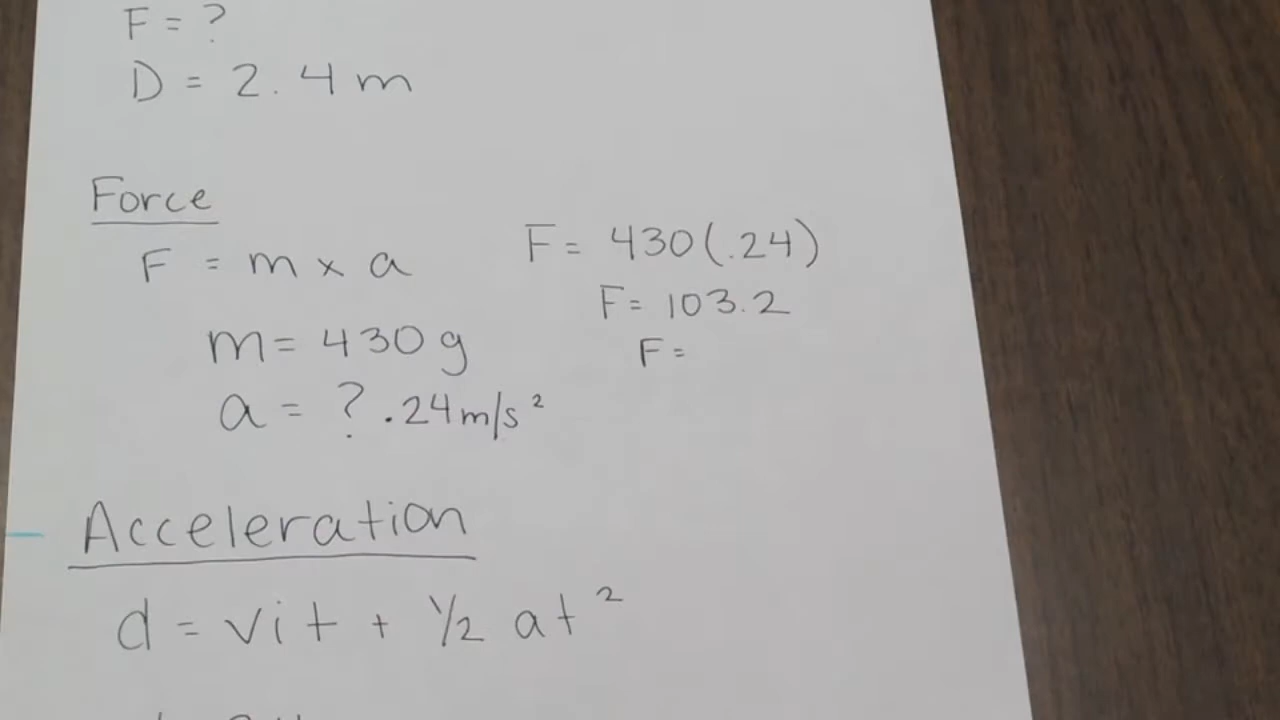 F = ?
D = 2.4 m
Force
F = m x a
m = 430 g
a = ? .24 m/s²
F = 430(.24)
F = 103.2
F =
Acceleration
d = vit + 1/2 at²